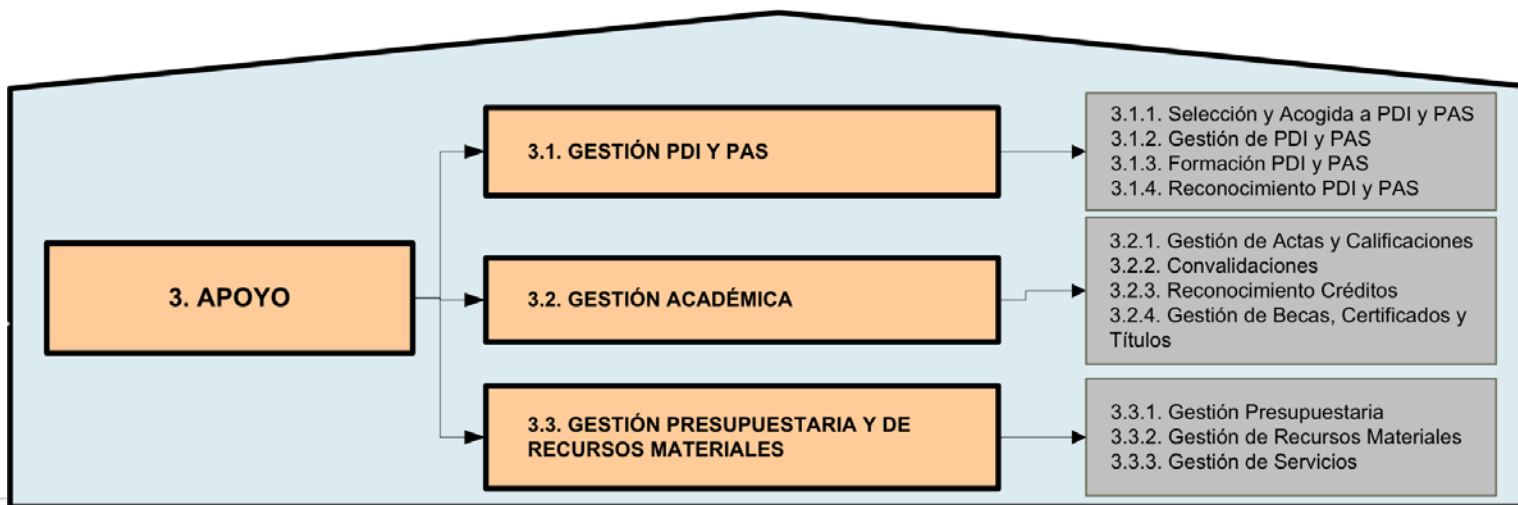 3. APOYO
3.1. GESTIÓN PDI Y PAS
3.1.1. Selección y Acogida a PDI y PAS
3.1.2. Gestión de PDI y PAS
3.1.3. Formación PDI y PAS
3.1.4. Reconocimiento PDI y PAS
3.2. GESTIÓN ACADÉMICA
3.2.1. Gestión de Actas y Calificaciones
3.2.2. Convalidaciones
3.2.3. Reconocimiento Créditos
3.2.4. Gestión de Becas, Certificados y
Títulos
3.3. GESTIÓN PRESUPUESTARIA Y DE
RECURSOS MATERIALES
3.3.1. Gestión Presupuestaria
3.3.2. Gestión de Recursos Materiales
3.3.3. Gestión de Servicios